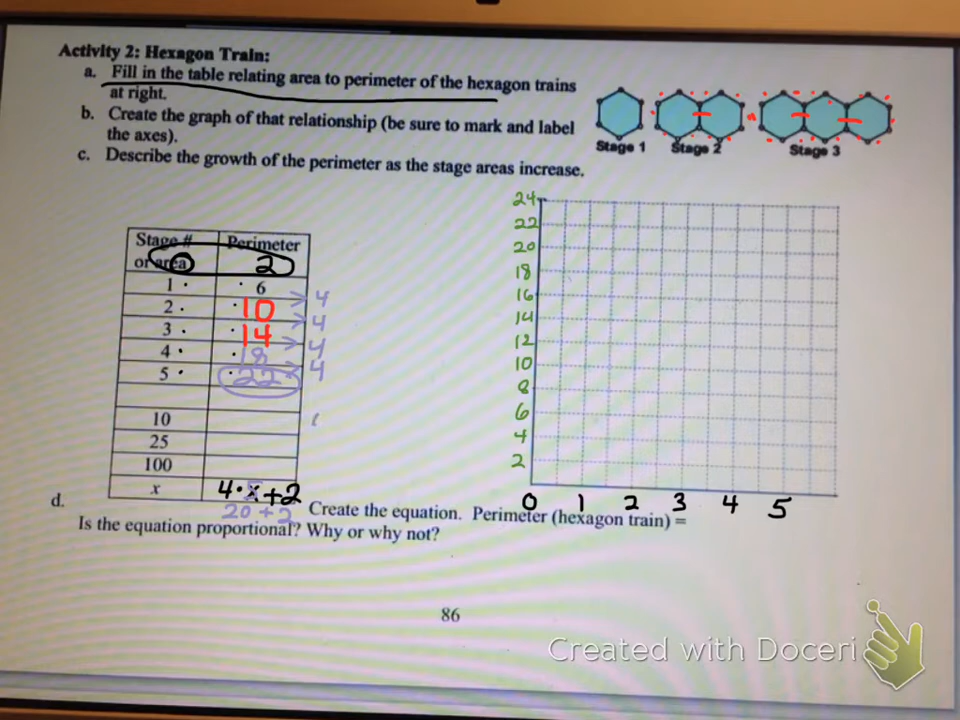 Activity 2: Hexagon Train:
a. Fill in the table relating area to perimeter of the hexagon trains
at right.
b. Create the graph of that relationship (be sure to mark and label
the axes).
c. Describe the growth of the perimeter as the stage areas increase.
Stage 1 Stage 2 Stage 3
Stage # Perimeter
or area 2
1 6
2 10
3 14
4 18
5 22
4
4
4
4
10
25
100
x 4·x+2
20+2
24
22
20
18
16
14
12
10
8
6
4
2
0 1 2 3 4 5
d. Create the equation. Perimeter (hexagon train) =
Is the equation proportional? Why or why not?
86
Created with Doceri